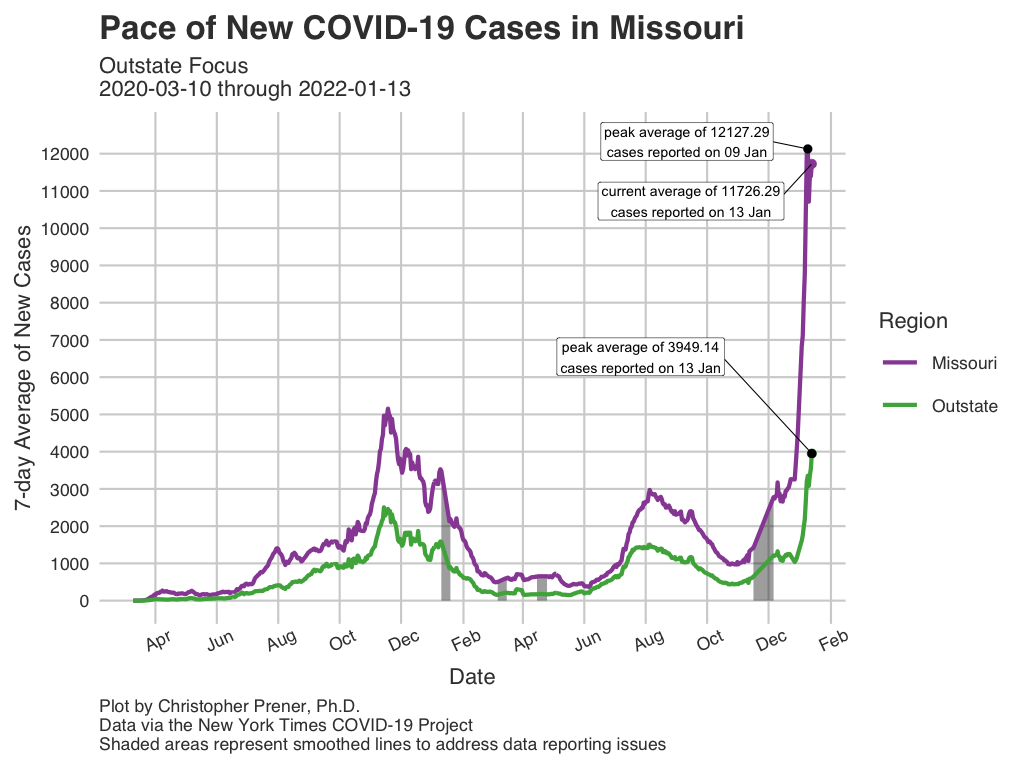 Pace of New COVID-19 Cases in Missouri
Outstate Focus
2020-03-10 through 2022-01-13
7-day Average of New Cases
12000
11000
10000
9000
8000
7000
6000
5000
4000
3000
2000
1000
0
peak average of 12127.29
cases reported on 09 Jan
current average of 11726.29
cases reported on 13 Jan
peak average of 3949.14
cases reported on 13 Jan
Region
Missouri
Outstate
Apr Jun Aug Oct Dec Feb Apr Jun Aug Oct Dec Feb
Date
Plot by Christopher Prener, Ph.D.
Data via the New York Times COVID-19 Project
Shaded areas represent smoothed lines to address data reporting issues